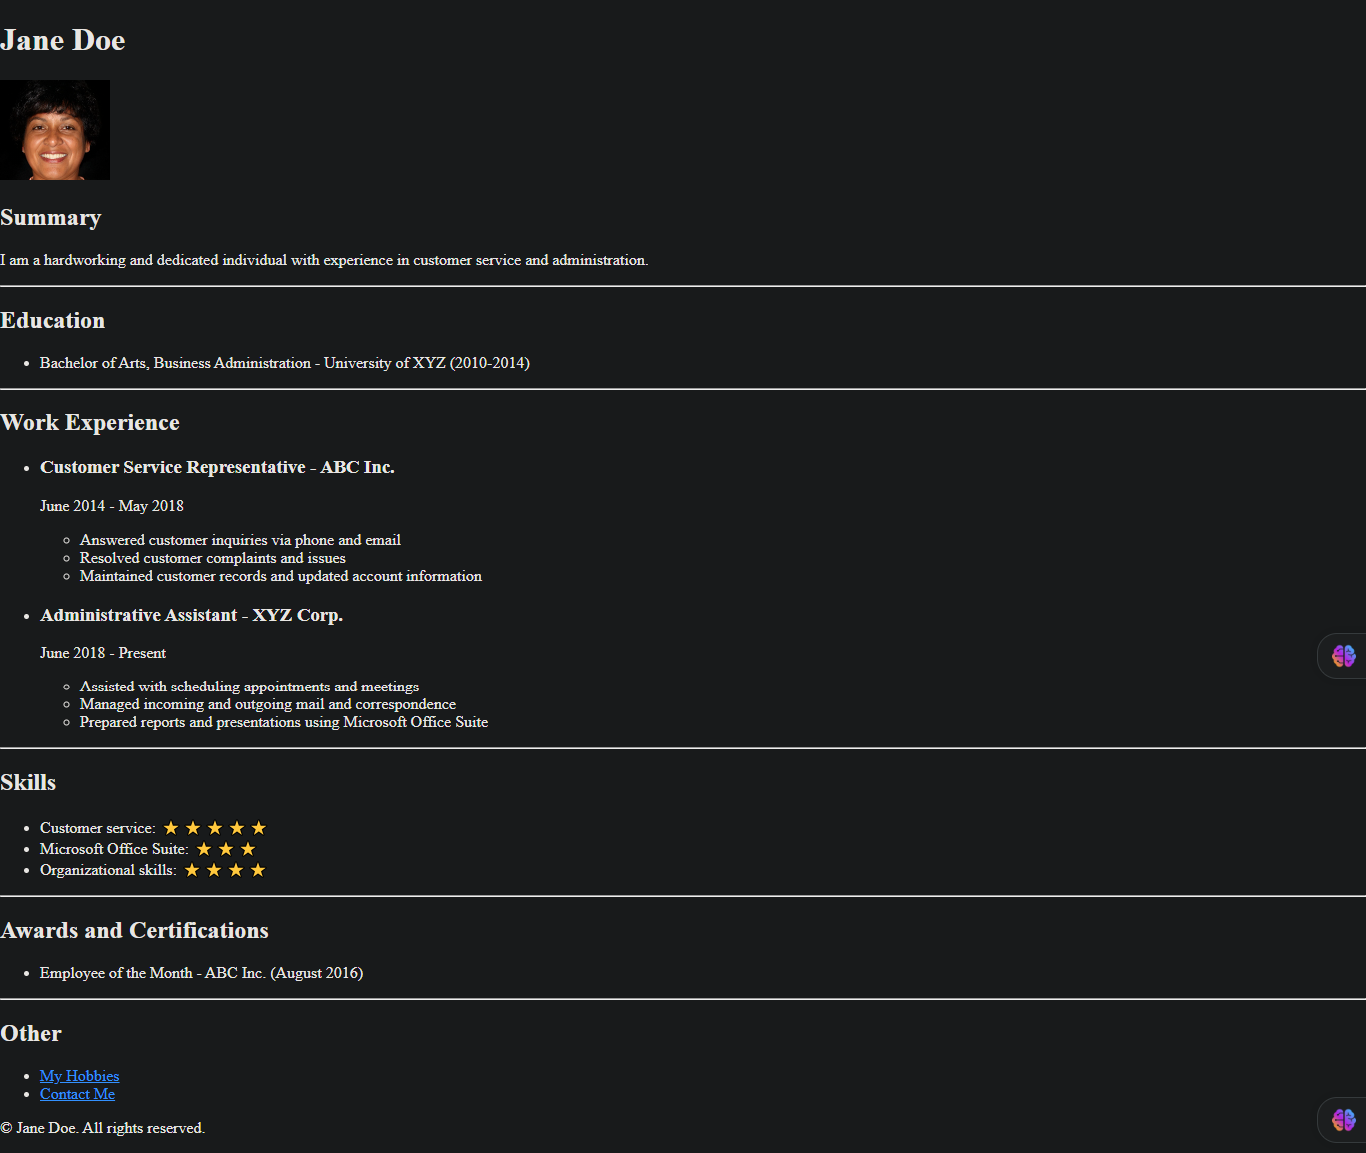 Jane Doe
Summary
I am a hardworking and dedicated individual with experience in customer service and administration.
Education
• Bachelor of Arts, Business Administration - University of XYZ (2010-2014)
Work Experience
• Customer Service Representative - ABC Inc.
June 2014 - May 2018
◦ Answered customer inquiries via phone and email
◦ Resolved customer complaints and issues
◦ Maintained customer records and updated account information
• Administrative Assistant - XYZ Corp.
June 2018 - Present
◦ Assisted with scheduling appointments and meetings
◦ Managed incoming and outgoing mail and correspondence
◦ Prepared reports and presentations using Microsoft Office Suite
Skills
• Customer service: ★ ★ ★ ★ ★
• Microsoft Office Suite: ★ ★ ★
• Organizational skills: ★ ★ ★ ★
Awards and Certifications
• Employee of the Month - ABC Inc. (August 2016)
Other
• My Hobbies
• Contact Me
© Jane Doe. All rights reserved.